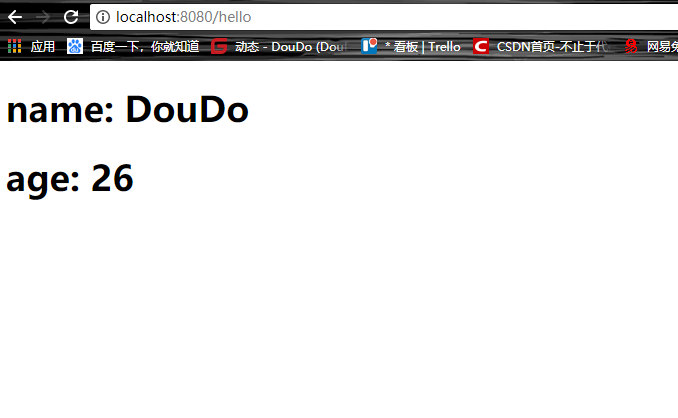 localhost:8080/hello
应用 百度一下，你就知道 动态 - DouDo (Dou * 看板 | Trello CSDN首页-不止于代 网易免
name: DouDo
age: 26